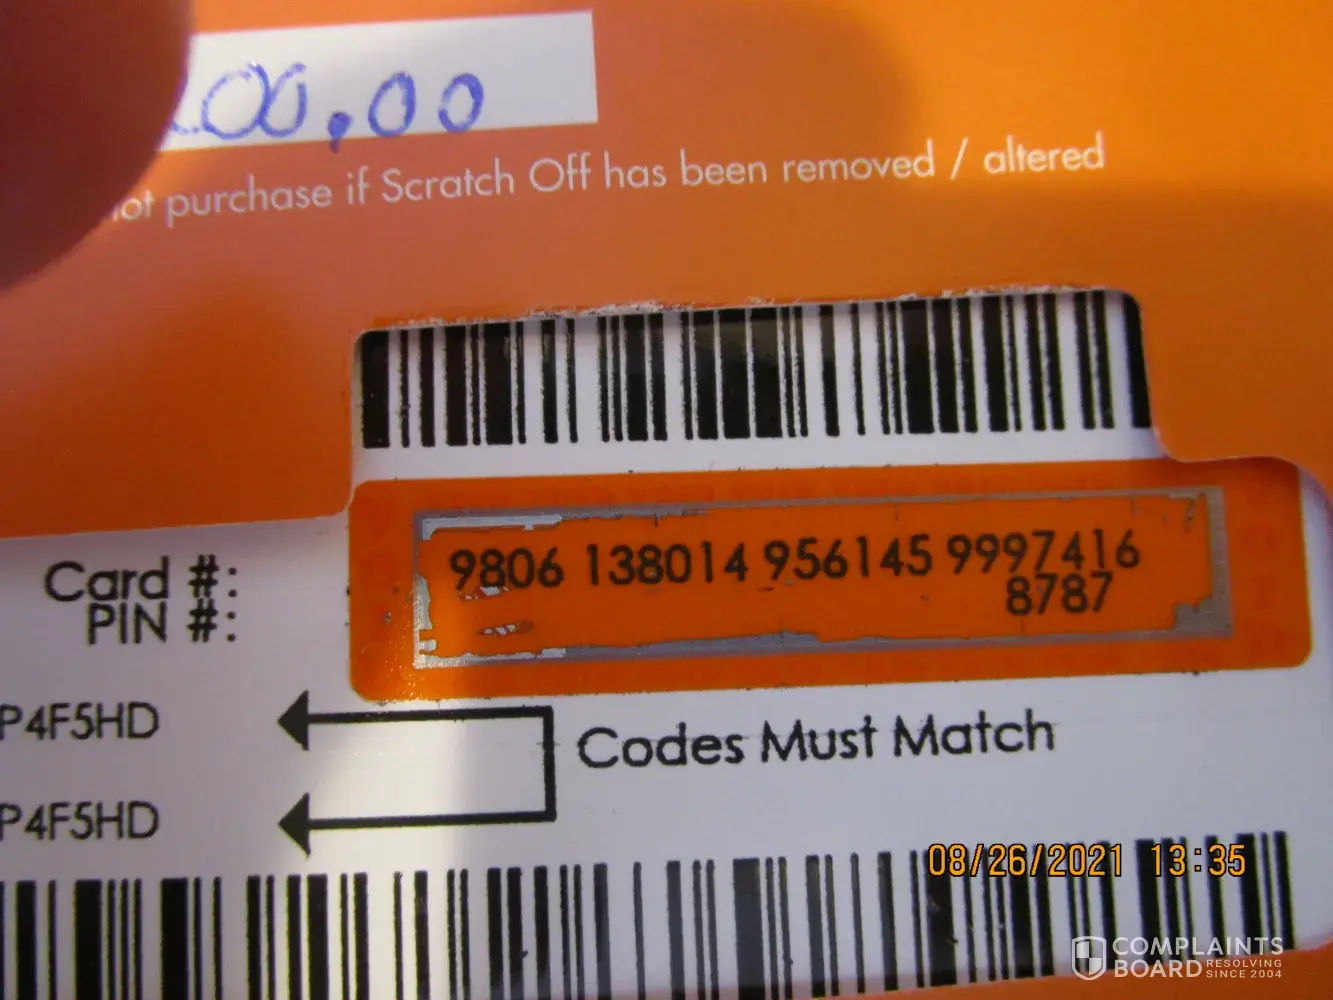 00.00
not purchase if Scratch Off has been removed / altered
Card #: 9806 138014 956145 9997416
PIN #: 8787
P4F5HD
Codes Must Match
P4F5HD
08/26/2021 13:35
COMPLAINTS
BOARD RESOLVING
SINCE 2004